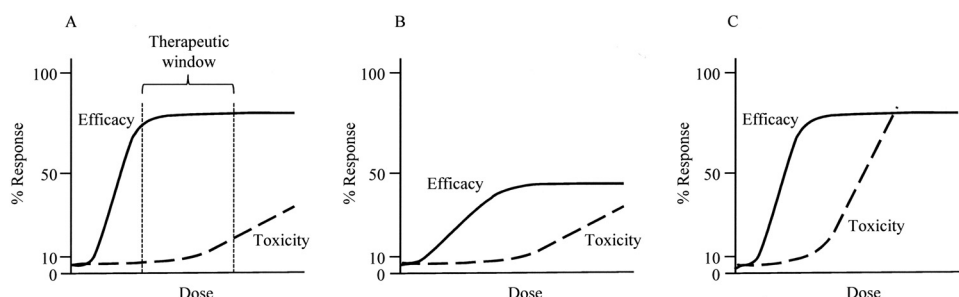 A
Therapeutic
window
100
Efficacy
50
Toxicity
10
0
% Response
Dose
B
100
50
Efficacy
Toxicity
10
0
% Response
Dose
C
100
Efficacy
50
Toxicity
10
0
% Response
Dose